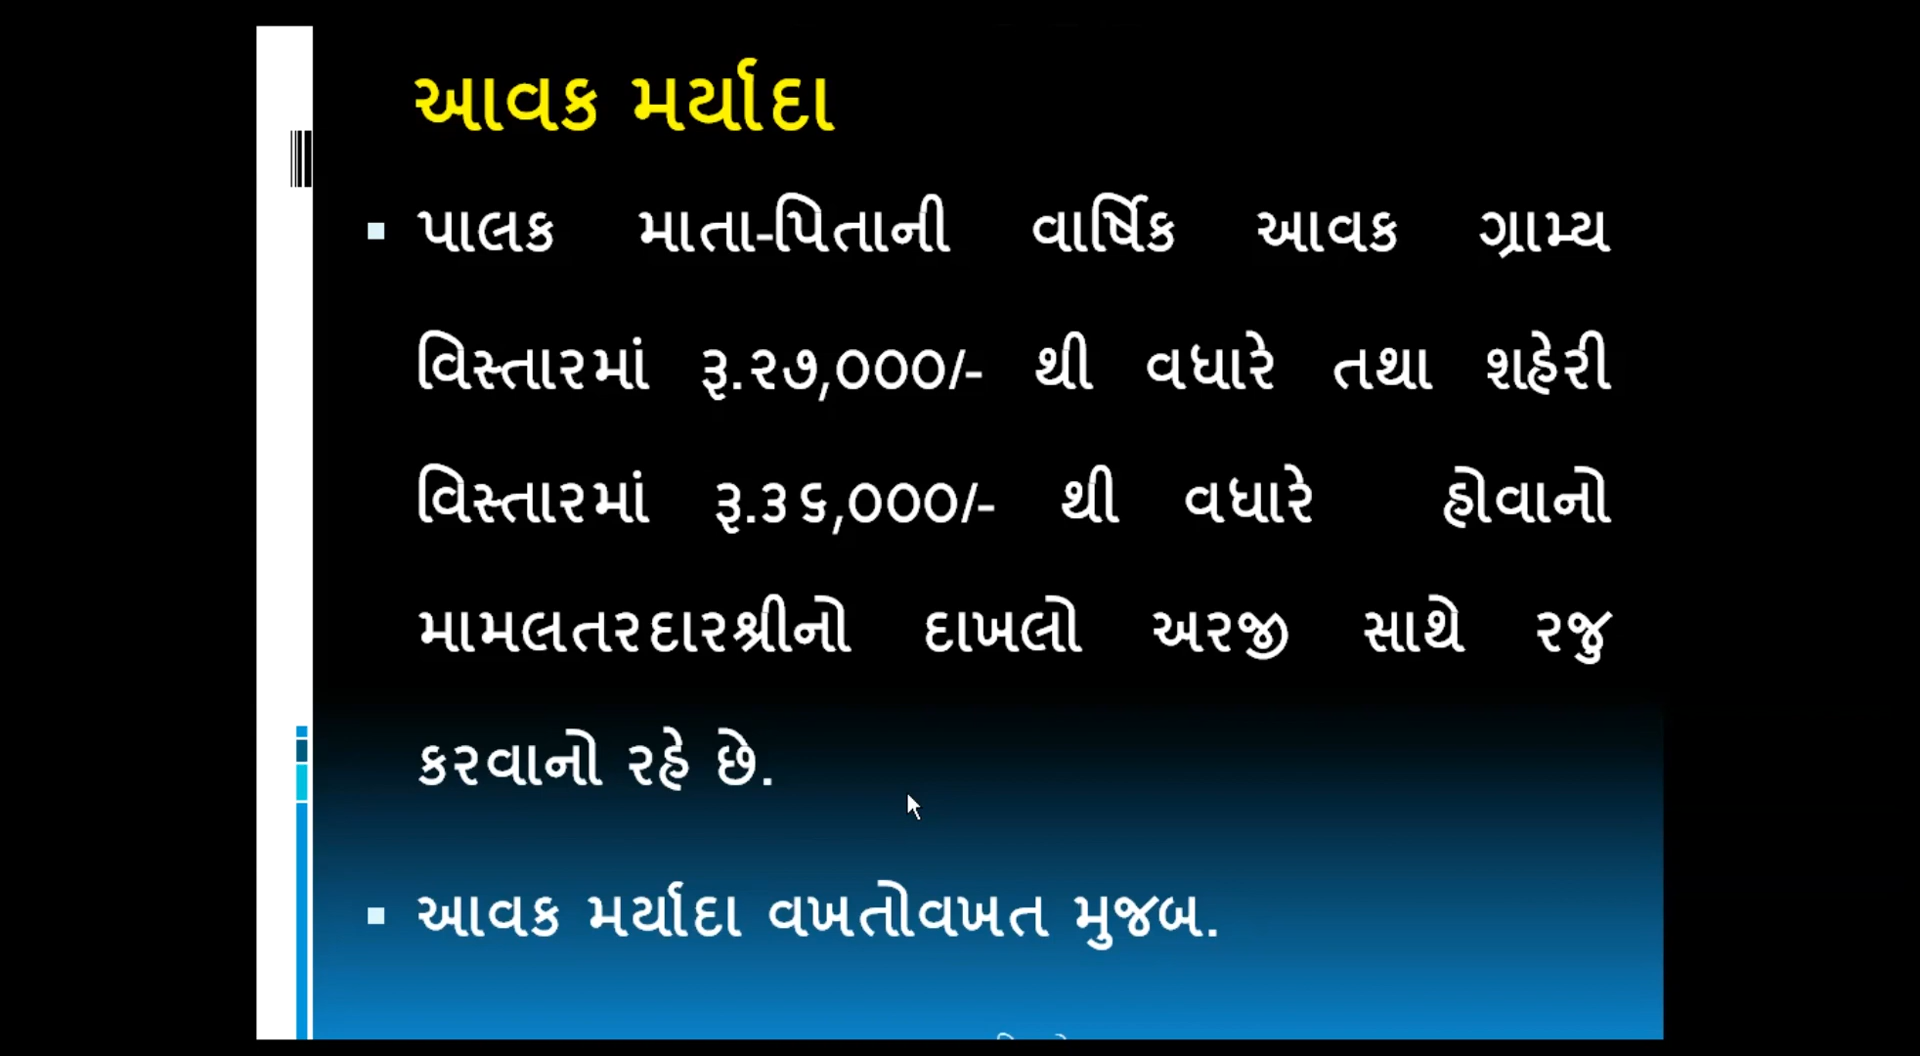 આવક મર્યાદા
પાલક માતા-પિતાની વાર્ષિક આવક ગ્રામ્ય
વિસ્તારમાં રૂ.૨૭,૦૦૦/- થી વધારે તથા શહેરી
વિસ્તારમાં રૂ.૩૬,૦૦૦/- થી વધારે હોવાનો
મામલતરદારશ્રીનો દાખલો અરજી સાથે રજુ
કરવાનો રહે છે.
આવક મર્યાદા વખતોવખત મુજબ.